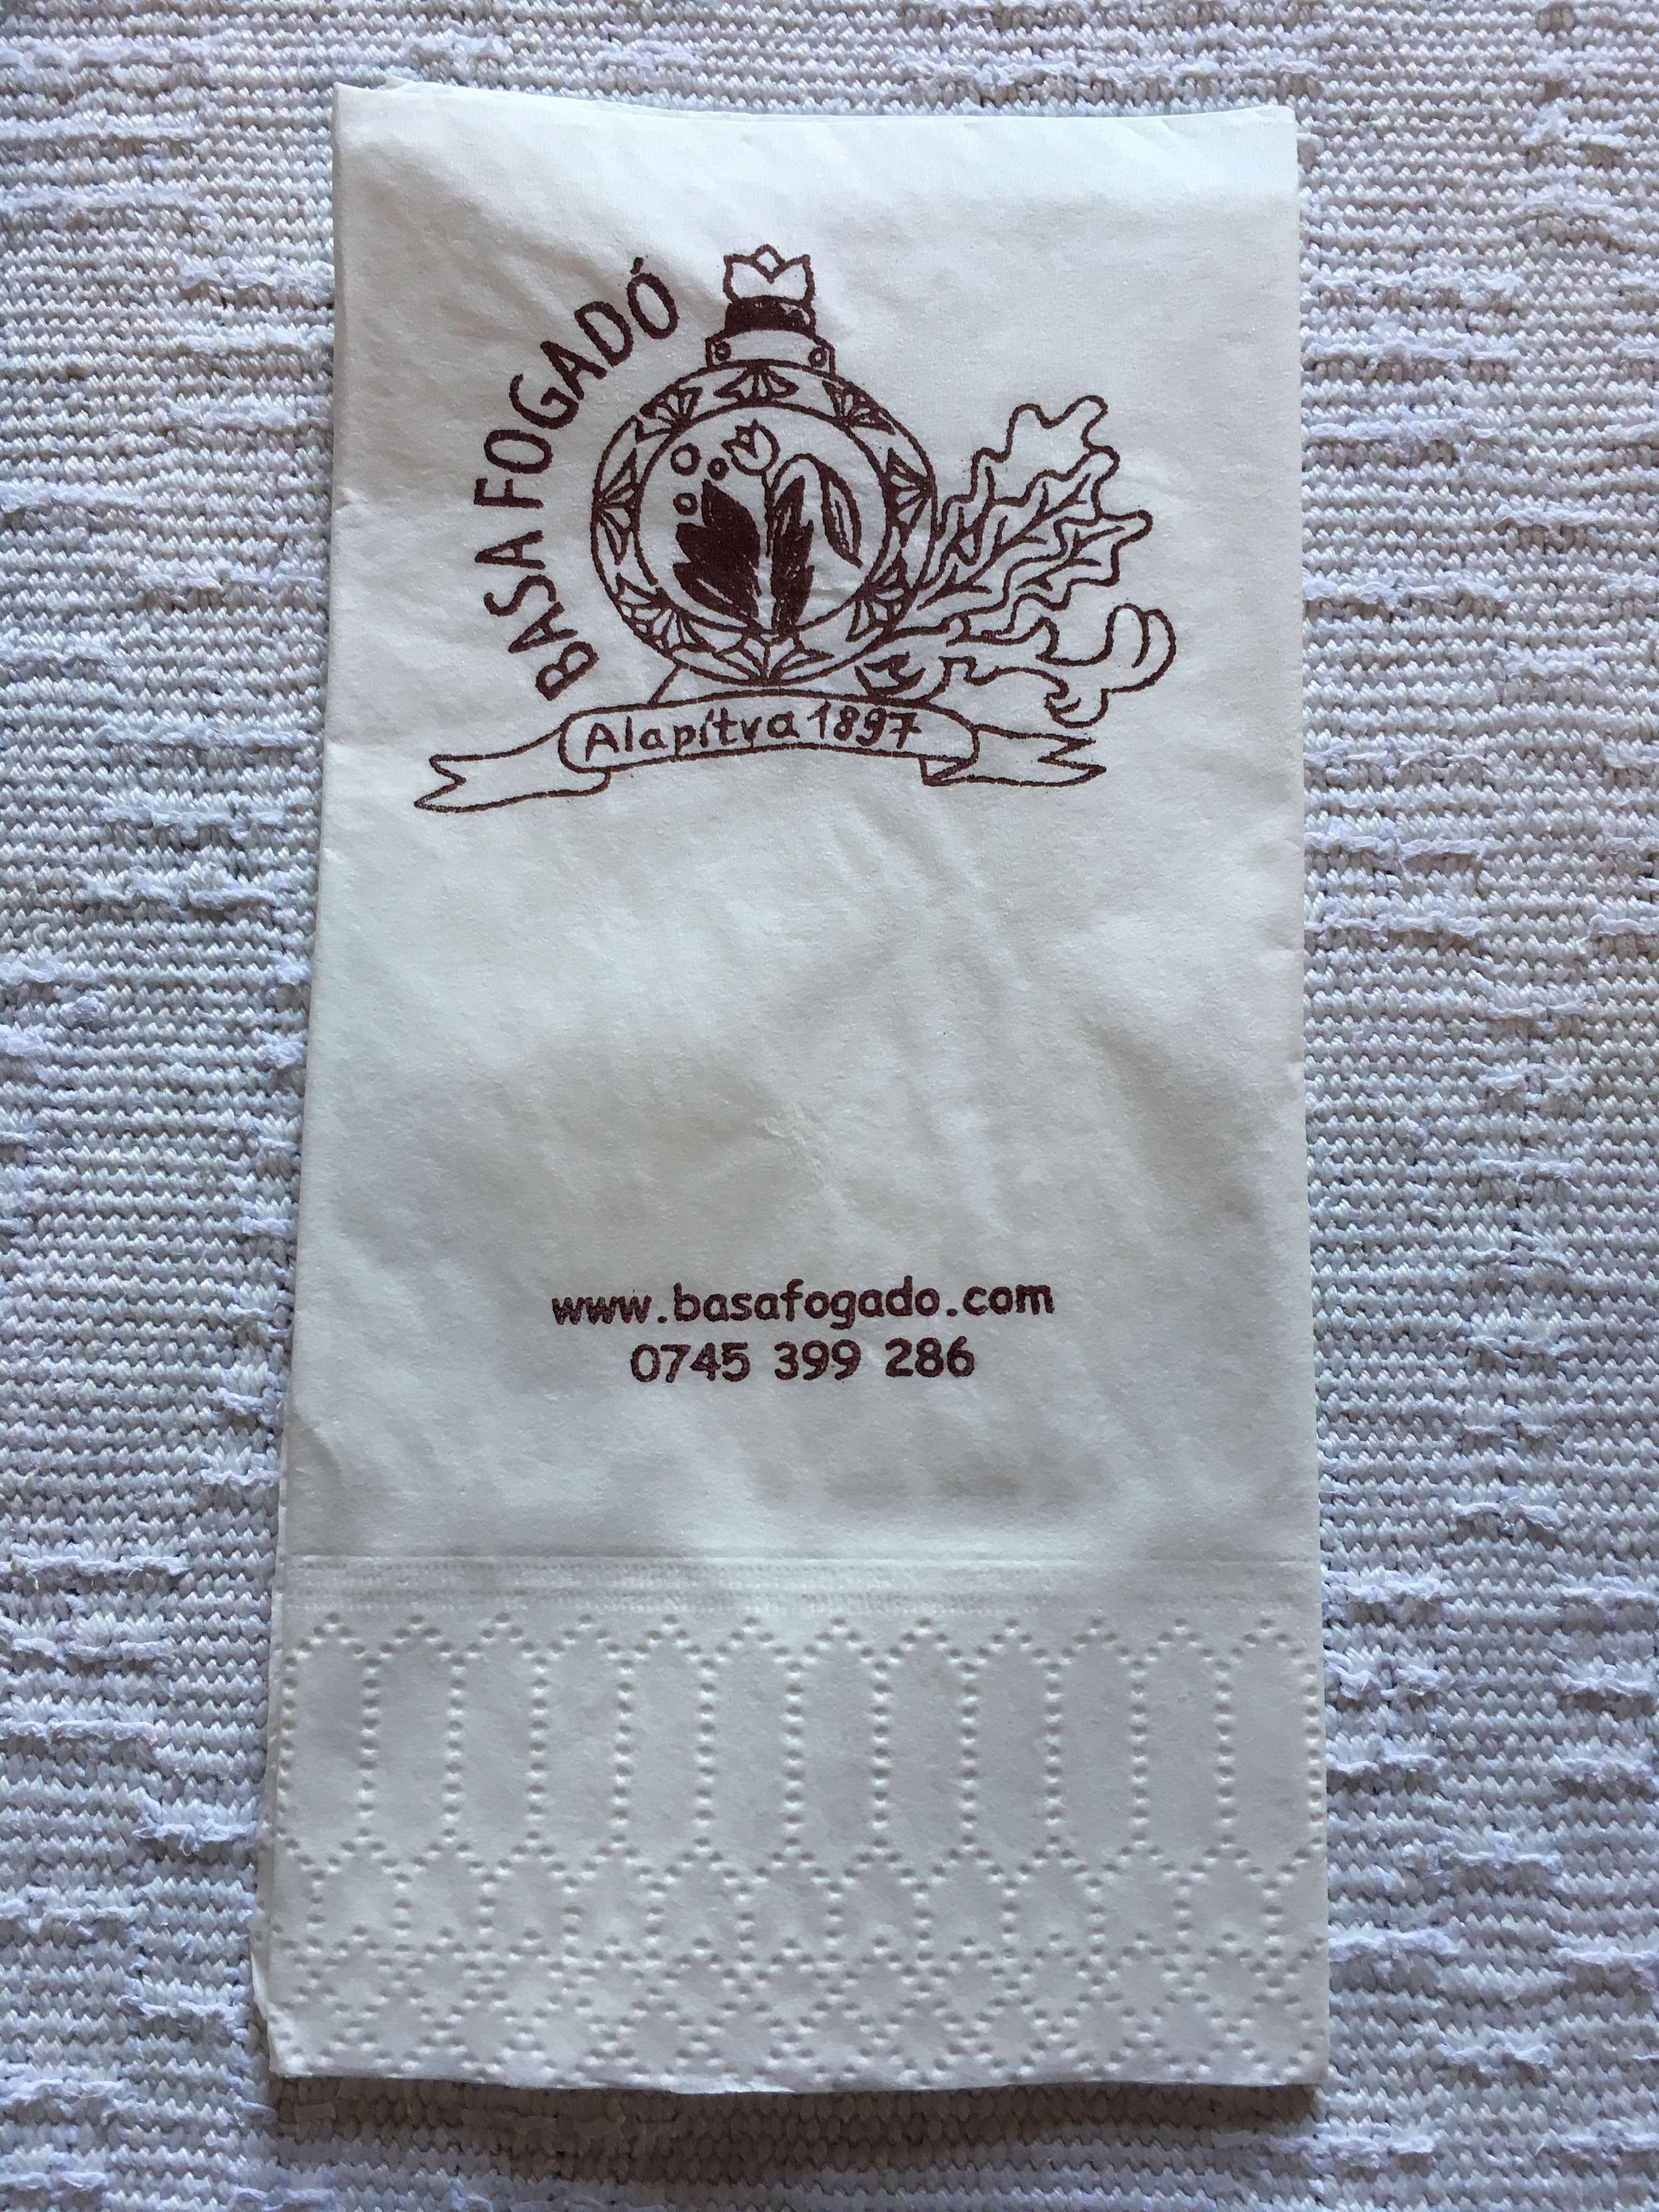 BASA FOGADÓ
Alapítva 1897
www.basafogado.com
0745 399 286